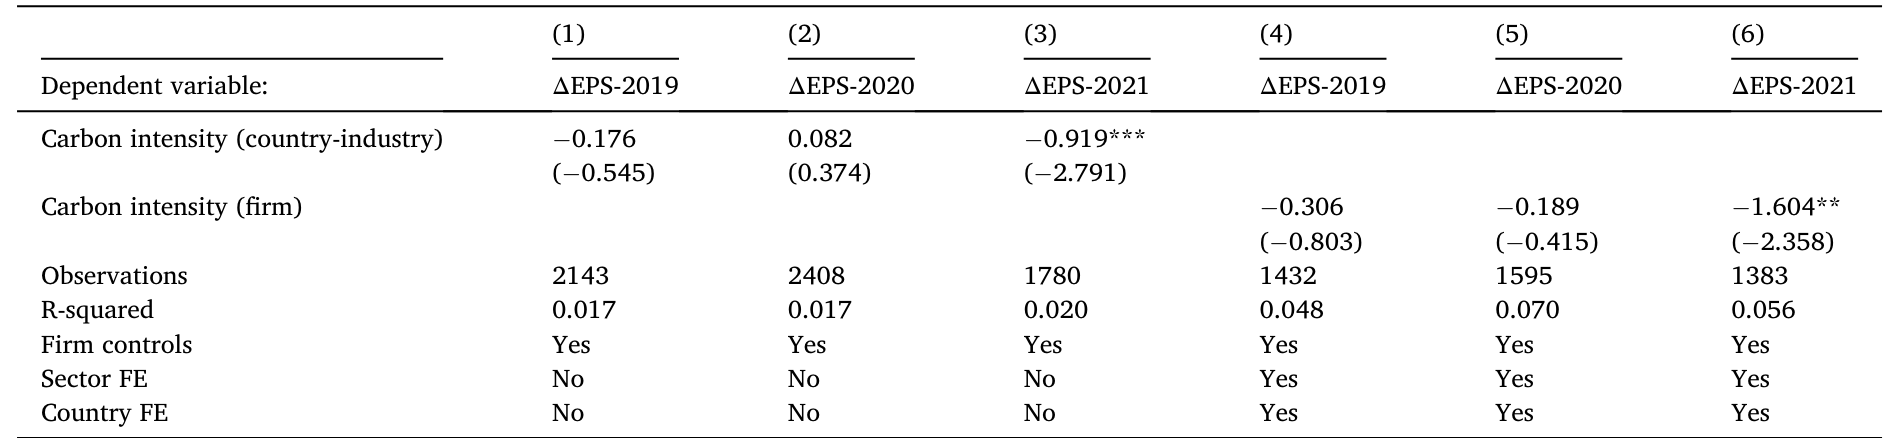 (1) (2) (3) (4) (5) (6)
Dependent variable: ΔEPS-2019 ΔEPS-2020 ΔEPS-2021 ΔEPS-2019 ΔEPS-2020 ΔEPS-2021
Carbon intensity (country-industry) −0.176 0.082 −0.919***
(−0.545) (0.374) (−2.791)
Carbon intensity (firm) −0.306 −0.189 −1.604**
(−0.803) (−0.415) (−2.358)
Observations 2143 2408 1780 1432 1595 1383
R-squared 0.017 0.017 0.020 0.048 0.070 0.056
Firm controls Yes Yes Yes Yes Yes Yes
Sector FE No No No Yes Yes Yes
Country FE No No No Yes Yes Yes